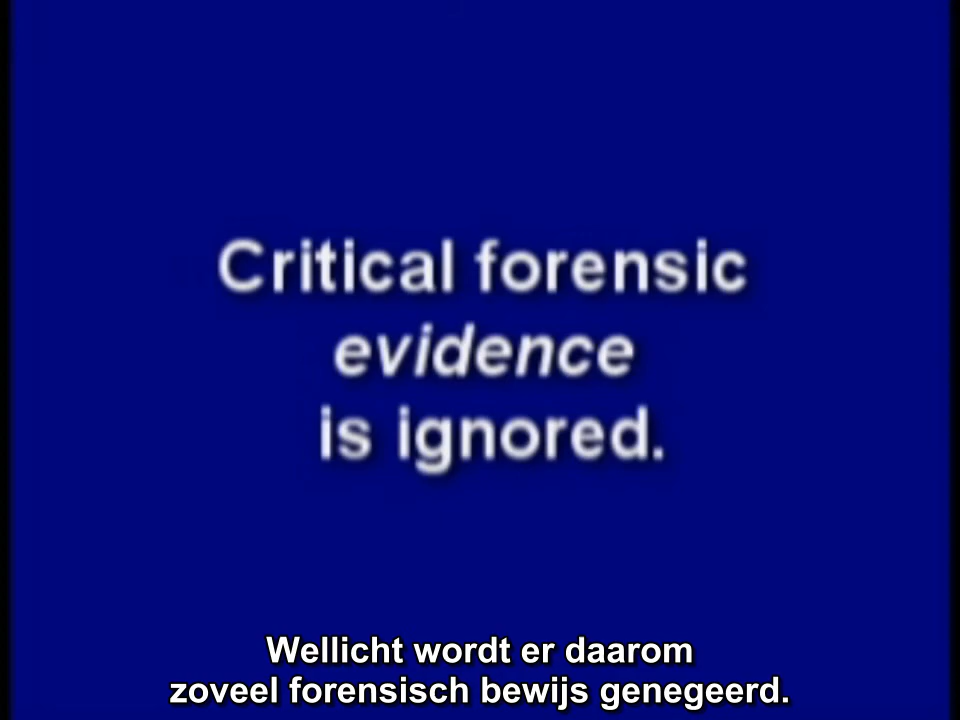 Critical forensic
evidence
is ignored.
Wellicht wordt er daarom
zoveel forensisch bewijs genegeerd.